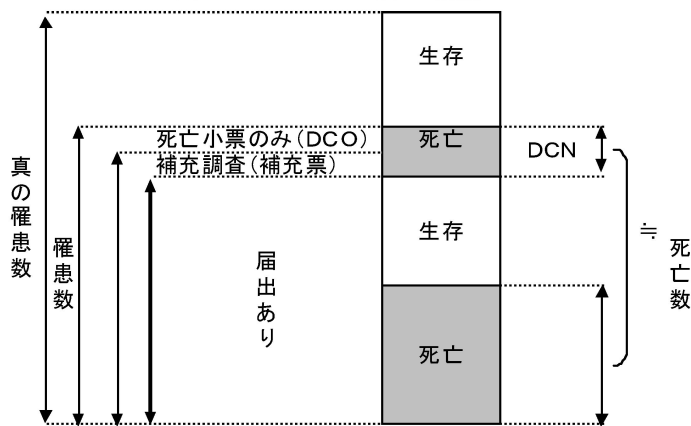 生存
死亡小票のみ（DCO）
死亡
補充調査（補充票）
DCN
真の罹患数
罹患数
届出あり
生存
≒
死亡数
死亡